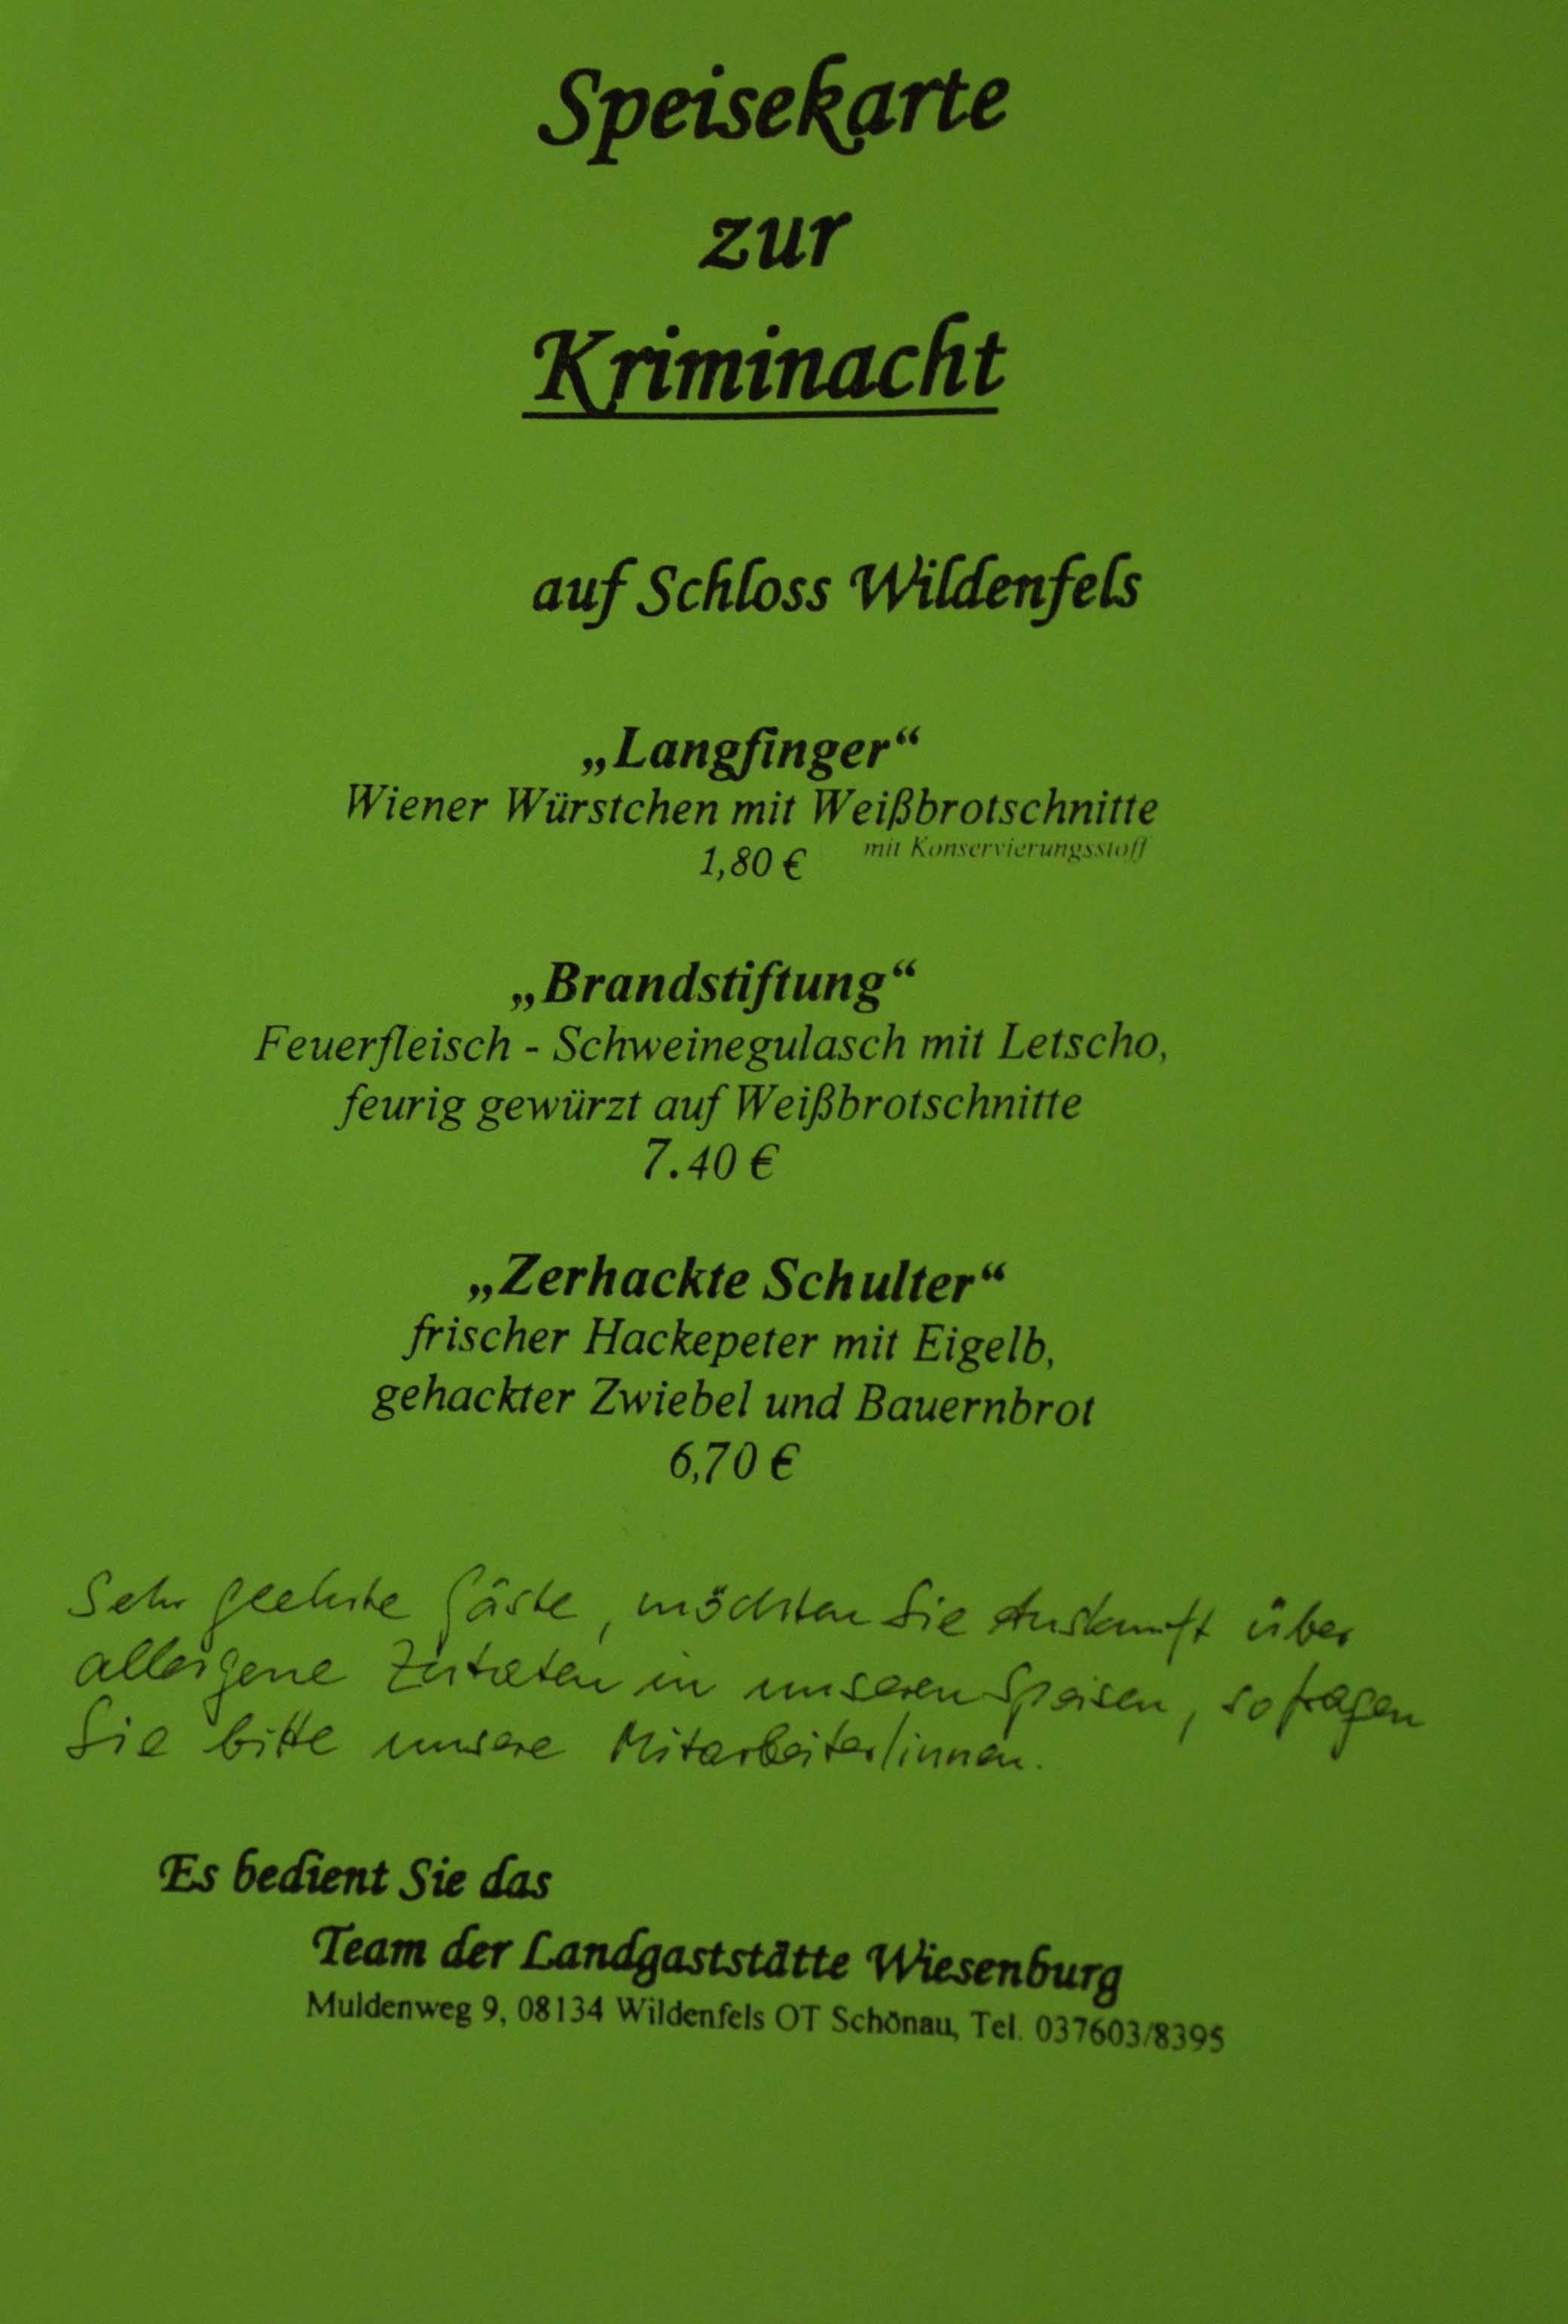 Speisekarte
zur
Kriminacht
auf Schloss Wildenfels
„Langfinger“
Wiener Würstchen mit Weißbrotschnitte
1,80 € mit Konservierungsstoff
„Brandstiftung“
Feuerfleisch - Schweinegulasch mit Letscho,
feurig gewürzt auf Weißbrotschnitte
7.40 €
„Zerhackte Schulter“
frischer Hackepeter mit Eigelb,
gehackter Zwiebel und Bauernbrot
6,70 €
Sehr geehrte Gäste, möchten Sie Auskunft über
allergene Zutaten in unseren Speisen, so fragen
Sie bitte unsere Mitarbeiter/innen.
Es bedient Sie das
Team der Landgaststätte Wiesenburg
Muldenweg 9, 08134 Wildenfels OT Schönau, Tel. 037603/8395